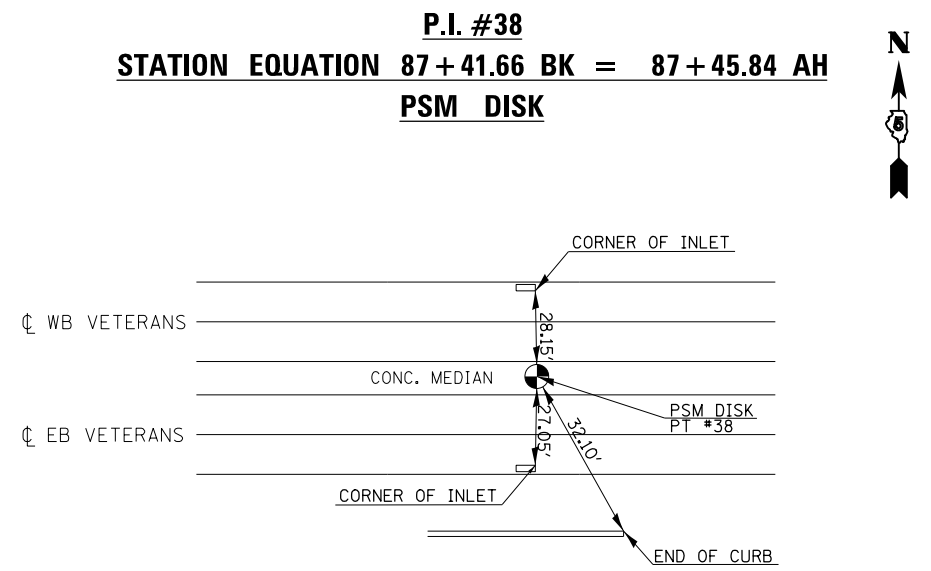 P.I. #38
STATION EQUATION 87+41.66 BK = 87+45.84 AH
PSM DISK
N
5
CORNER OF INLET
℄ WB VETERANS
28.15'
CONC. MEDIAN
PSM DISK
PT #38
27.05'
32.10'
℄ EB VETERANS
CORNER OF INLET
END OF CURB